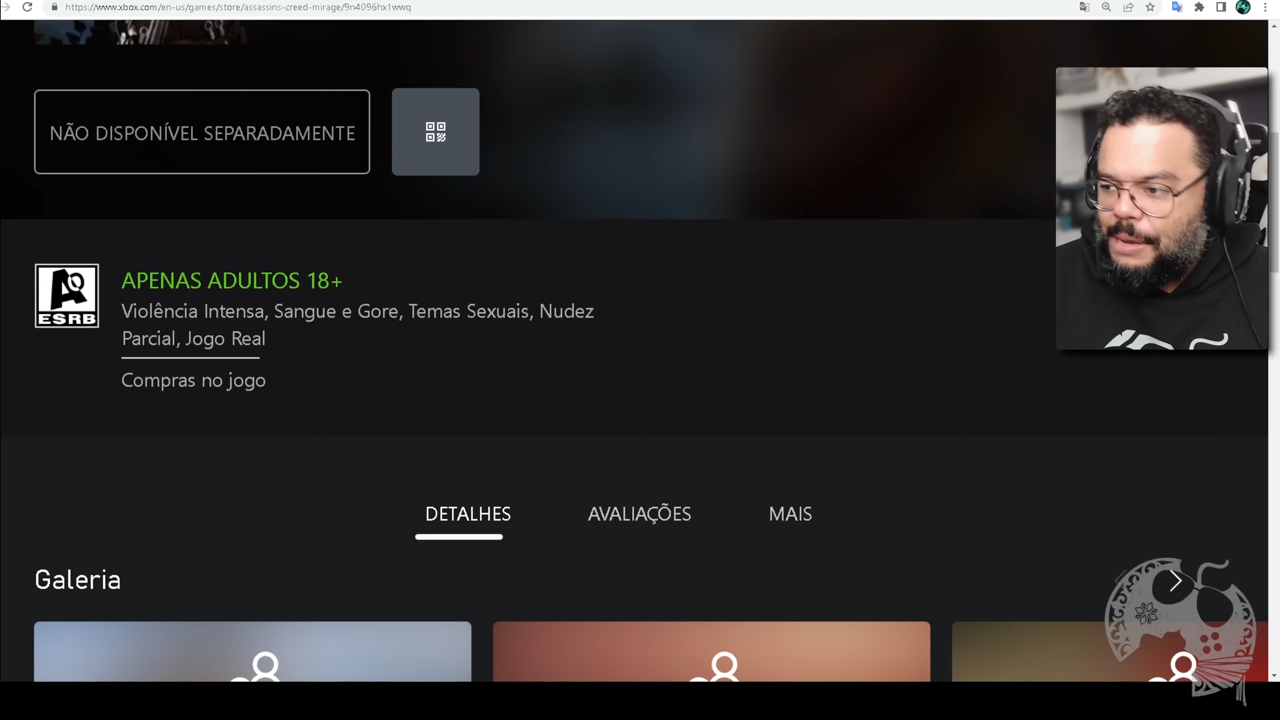 https://www.xbox.com/en-us/games/store/assassins-creed-mirage/9n4096hx1wwq
NÃO DISPONÍVEL SEPARADAMENTE
APENAS ADULTOS 18+
Violência Intensa, Sangue e Gore, Temas Sexuais, Nudez
Parcial, Jogo Real
ESRB
Compras no jogo
DETALHES AVALIAÇÕES MAIS
Galeria